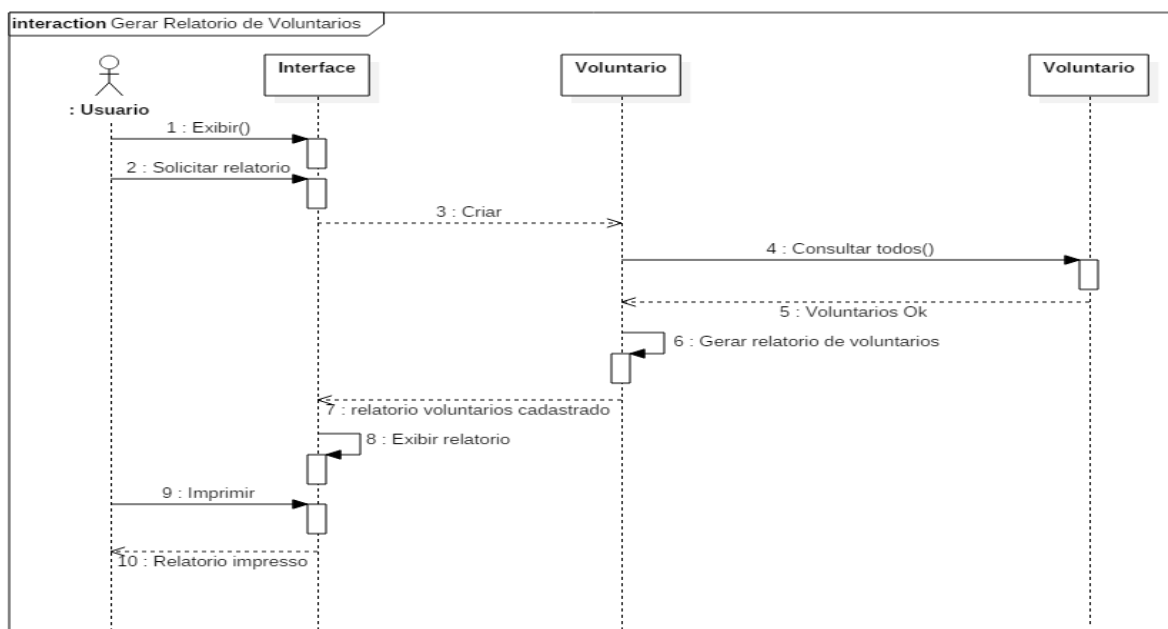 interaction Gerar Relatorio de Voluntarios
Interface
Voluntario
Voluntario
: Usuario
1 : Exibir()
2 : Solicitar relatorio
3 : Criar
4 : Consultar todos()
5 : Voluntarios Ok
6 : Gerar relatorio de voluntarios
7 : relatorio voluntarios cadastrado
8 : Exibir relatorio
9 : Imprimir
10 : Relatorio impresso